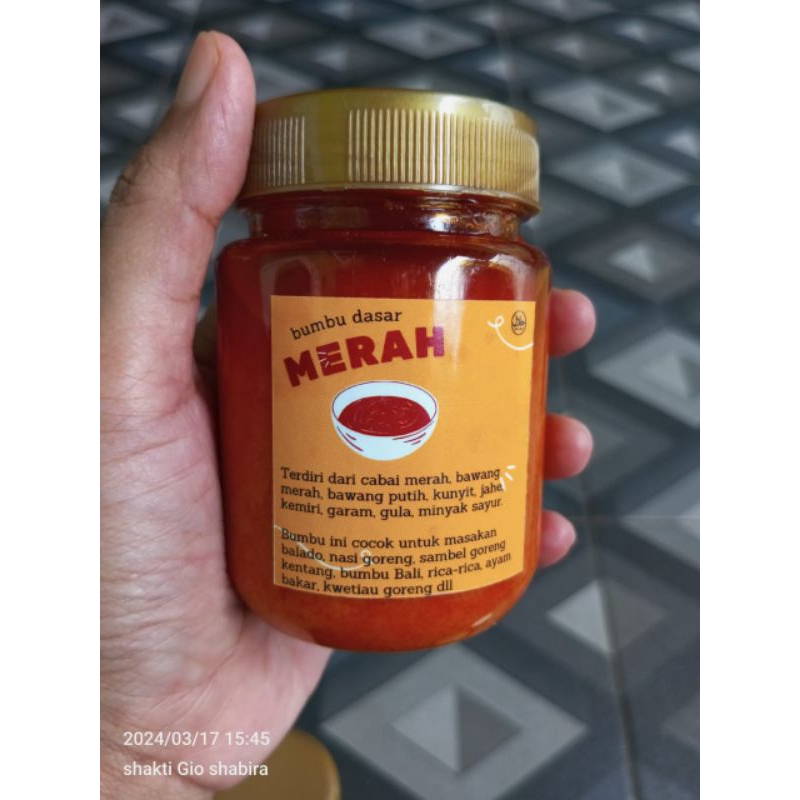 bumbu dasar
MERAH
Terdiri dari cabai merah, bawang
merah, bawang putih, kunyit, jahe,
kemiri, garam, gula, minyak sayur.
Bumbu ini cocok untuk masakan
balado, nasi goreng, sambel goreng
kentang, bumbu Bali, rica-rica, ayam
bakar, kwetiau goreng dll
2024/03/17 15:45
shakti Gio shabira